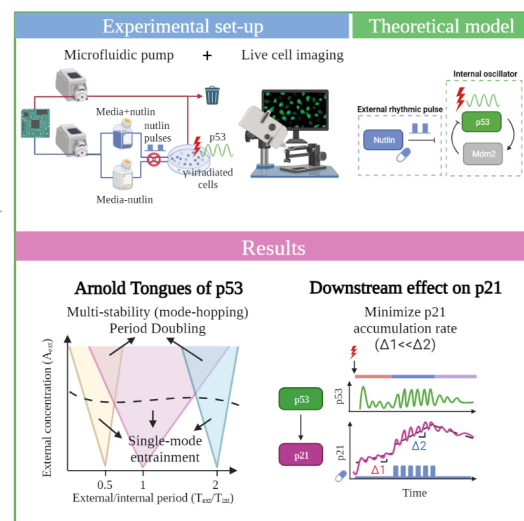 Experimental set-up
Theoretical model
Microfluidic pump + Live cell imaging
Media+nutlin
nutlin
pulses
p53
γ-irradiated
cells
Media-nutlin
Internal oscillator
External rhythmic pulse
p53
Nutlin
Mdm2
Results
Arnold Tongues of p53
Multi-stability (mode-hopping)
Period Doubling
External concentration (Aext)
Single-mode
entrainment
0.5 1 2
External/internal period (Text/Tint)
Downstream effect on p21
Minimize p21
accumulation rate
(Δ1<<Δ2)
p53
p21
p53
p21
Δ2
Δ1
Time